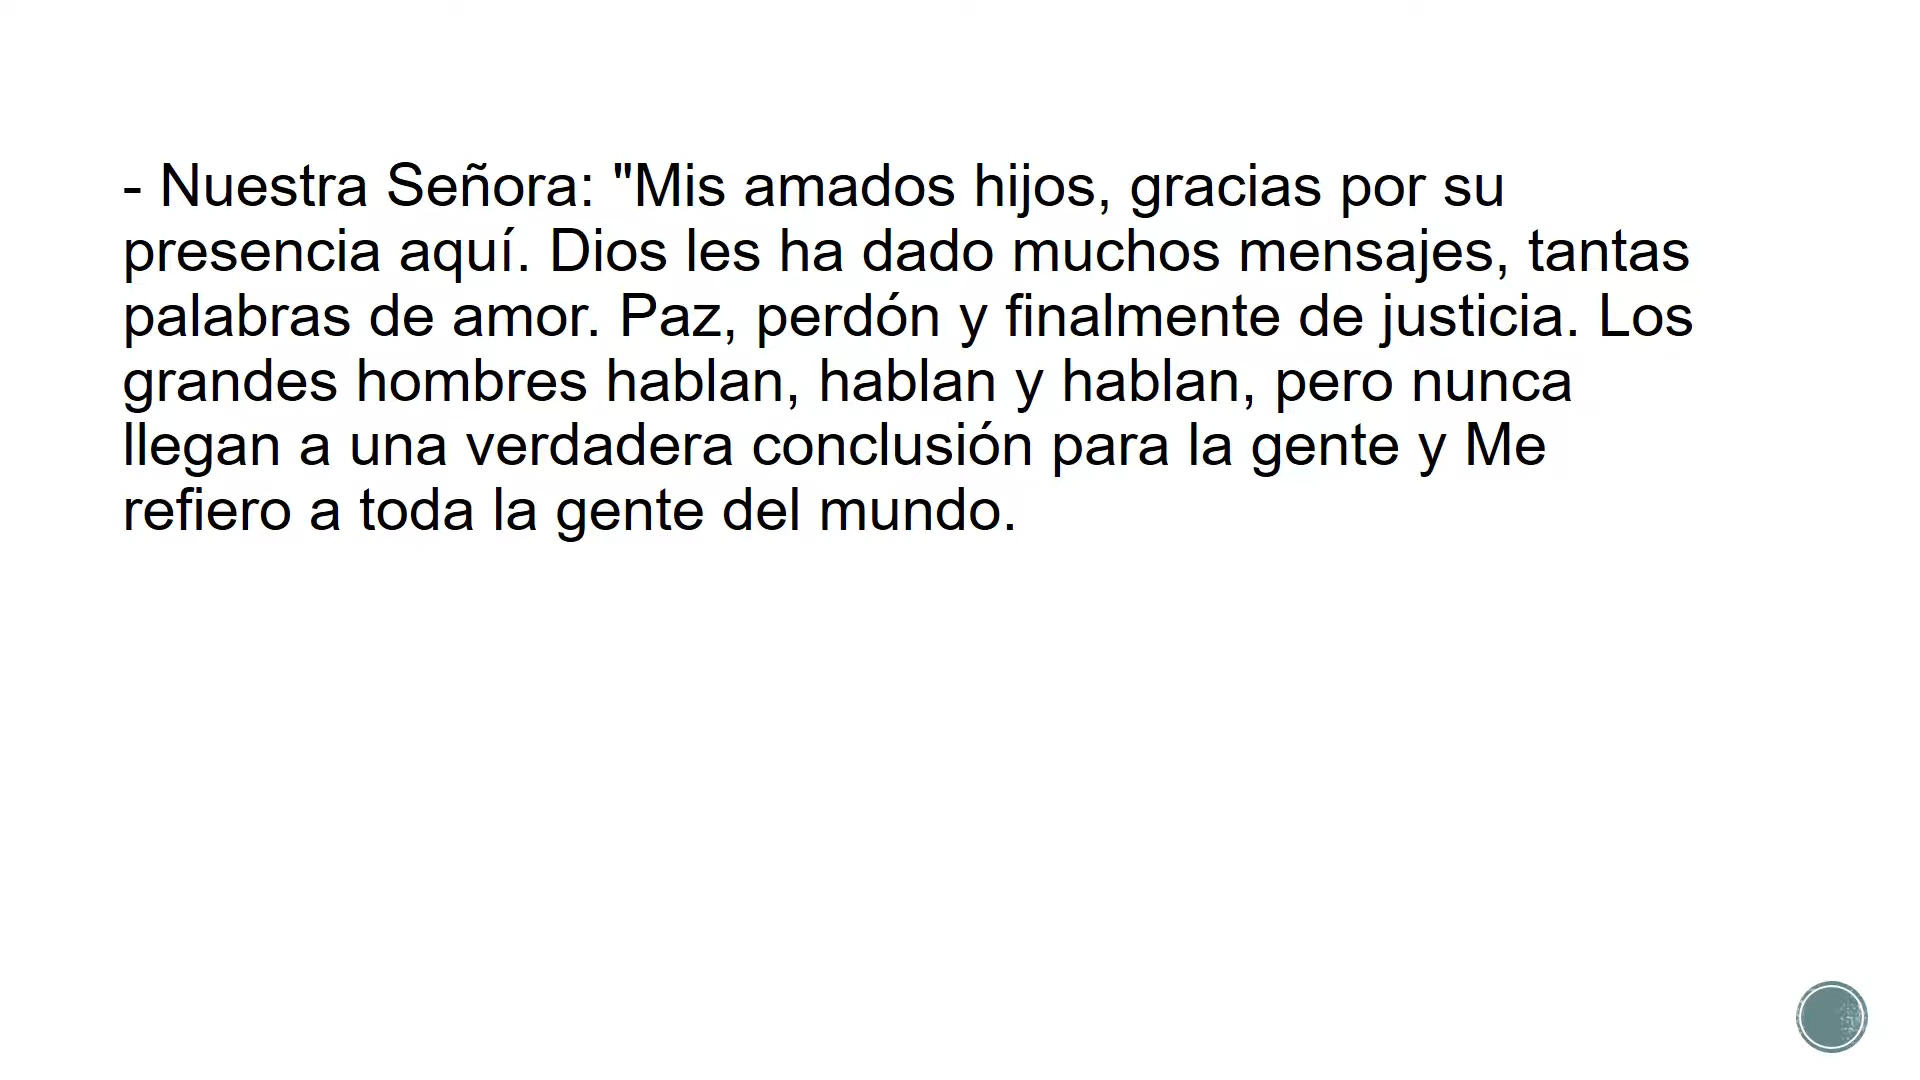 - Nuestra Señora: "Mis amados hijos, gracias por su
presencia aquí. Dios les ha dado muchos mensajes, tantas
palabras de amor. Paz, perdón y finalmente de justicia. Los
grandes hombres hablan, hablan y hablan, pero nunca
llegan a una verdadera conclusión para la gente y Me
refiero a toda la gente del mundo.